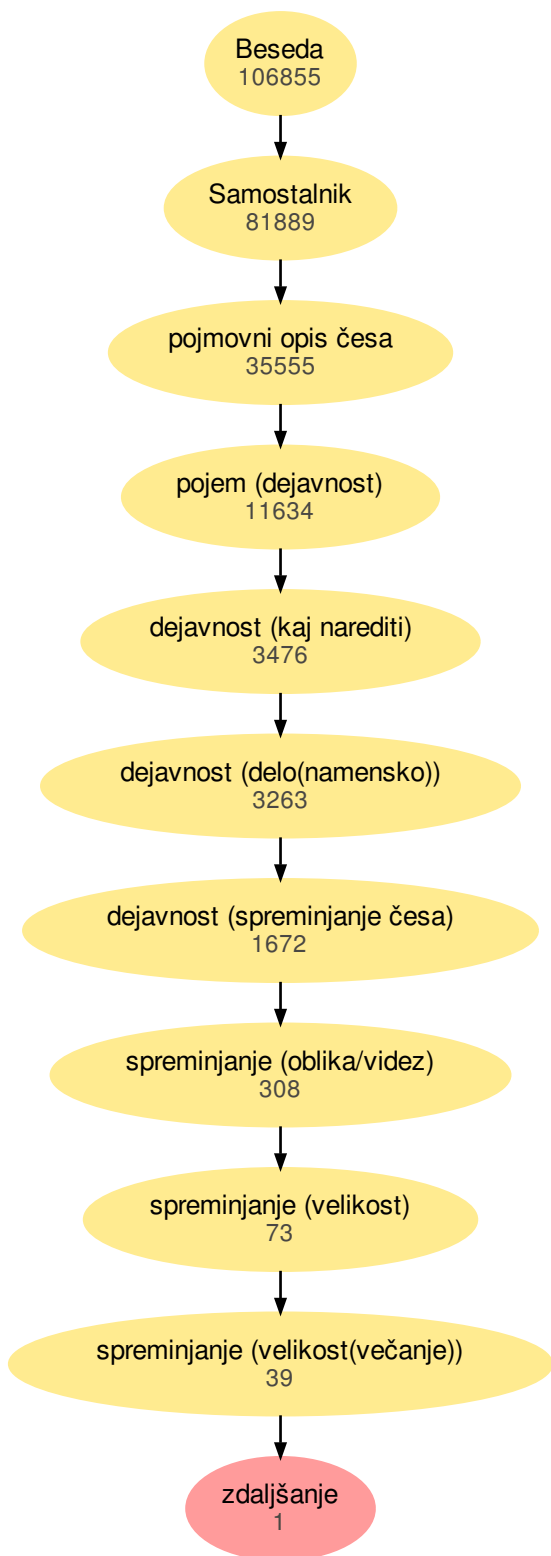 Beseda
106855
Samostalnik
81889
pojmovni opis česa
35555
pojem (dejavnost)
11634
dejavnost (kaj narediti)
3476
dejavnost (delo(namensko))
3263
dejavnost (spreminjanje česa)
1672
spreminjanje (oblika/videz)
308
spreminjanje (velikost)
73
spreminjanje (velikost(večanje))
39
zdaljšanje
1